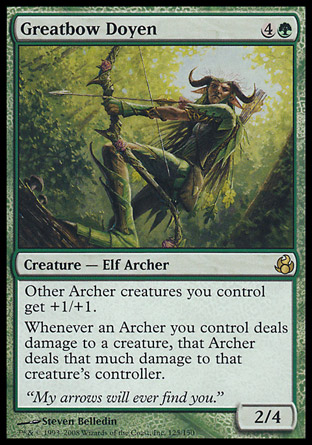 Greatbow Doyen 4
Creature — Elf Archer
Other Archer creatures you control
get +1/+1.
Whenever an Archer you control deals
damage to a creature, that Archer
deals that much damage to that
creature's controller.
"My arrows will ever find you."
Steven Belledin
™ & © 1993–2008 Wizards of the Coast, Inc. 125/150
2/4